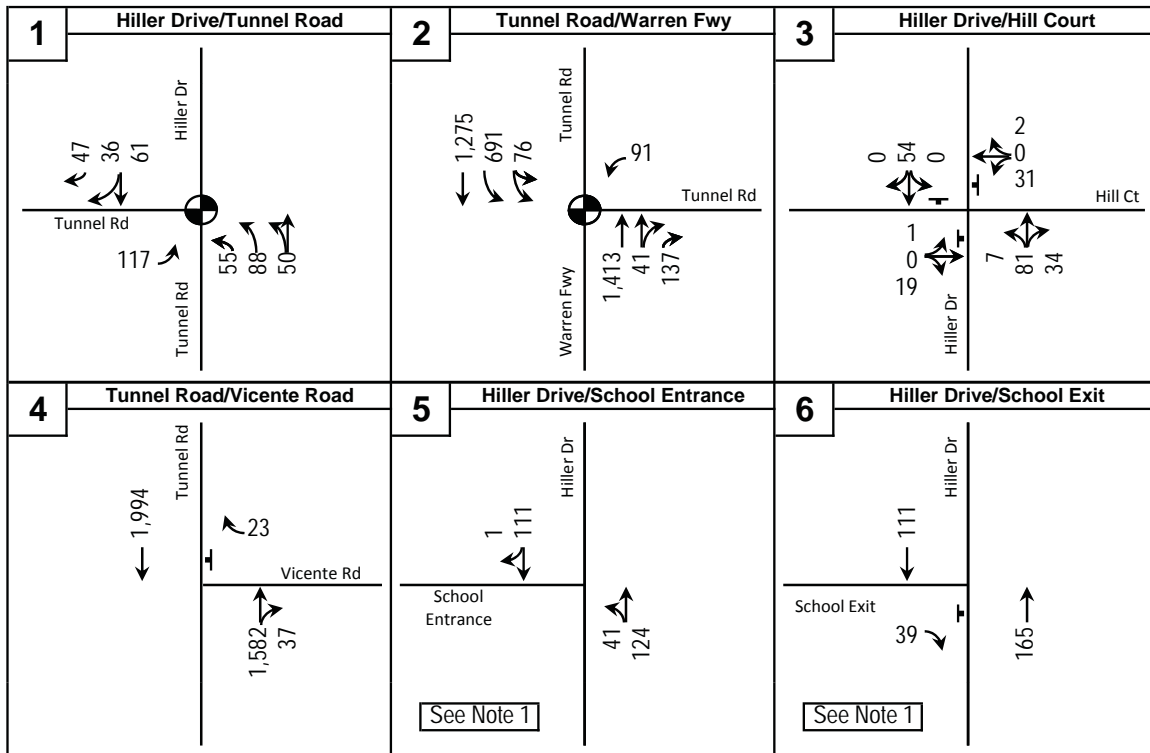 1
Hiller Drive/Tunnel Road
Hiller Dr
47
36
61
Tunnel Rd
117
55
88
50
Tunnel Rd
2
Tunnel Road/Warren Fwy
Tunnel Rd
1,275
691
76
91
Tunnel Rd
1,413
41
137
Warren Fwy
3
Hiller Drive/Hill Court
0
54
0
2
0
31
Hill Ct
1
0
19
7
81
34
Hiller Dr
4
Tunnel Road/Vicente Road
Tunnel Rd
1,994
23
Vicente Rd
1,582
37
5
Hiller Drive/School Entrance
Hiller Dr
1
111
School
Entrance
41
124
See Note 1
6
Hiller Drive/School Exit
Hiller Dr
111
School Exit
39
165
See Note 1